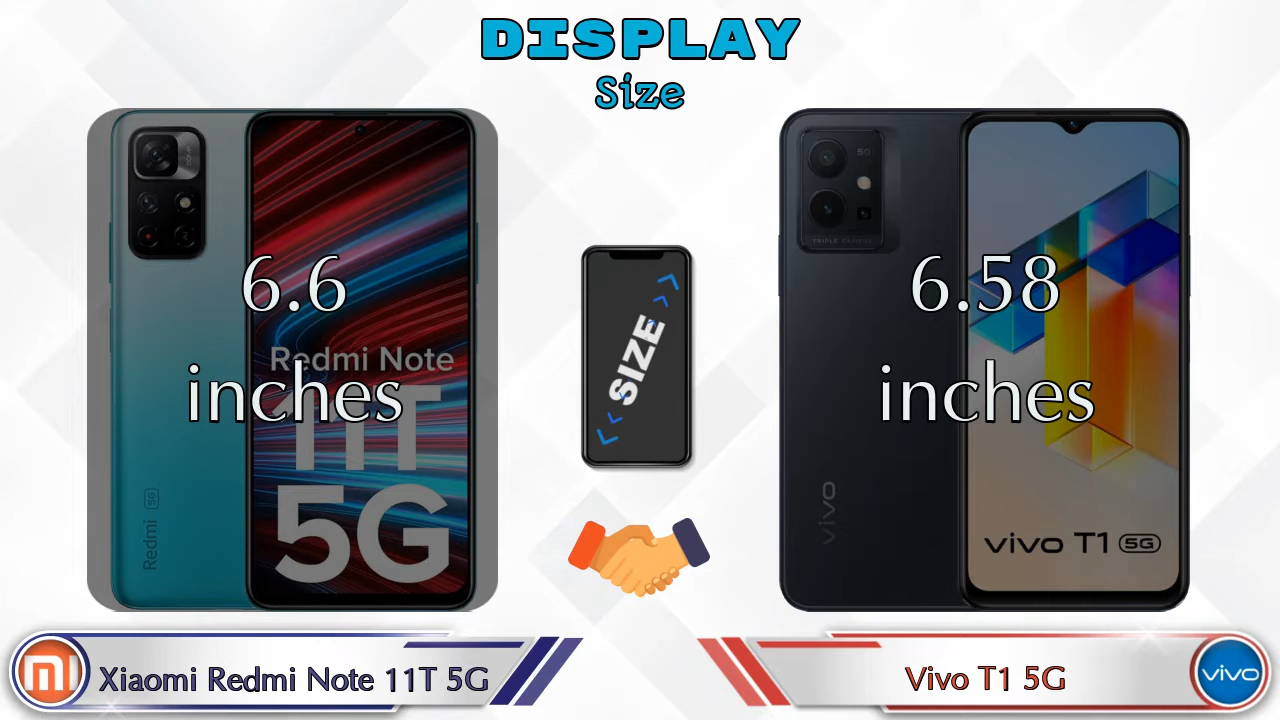 DISPLAY
Size
5G
TRIPLE CAMERA
6.6
inches
Redmi Note
11T
5G
Redmi 5G
SIZE
6.58
inches
vivo
vivo T1 5G
Xiaomi Redmi Note 11T 5G
Vivo T1 5G
vivo